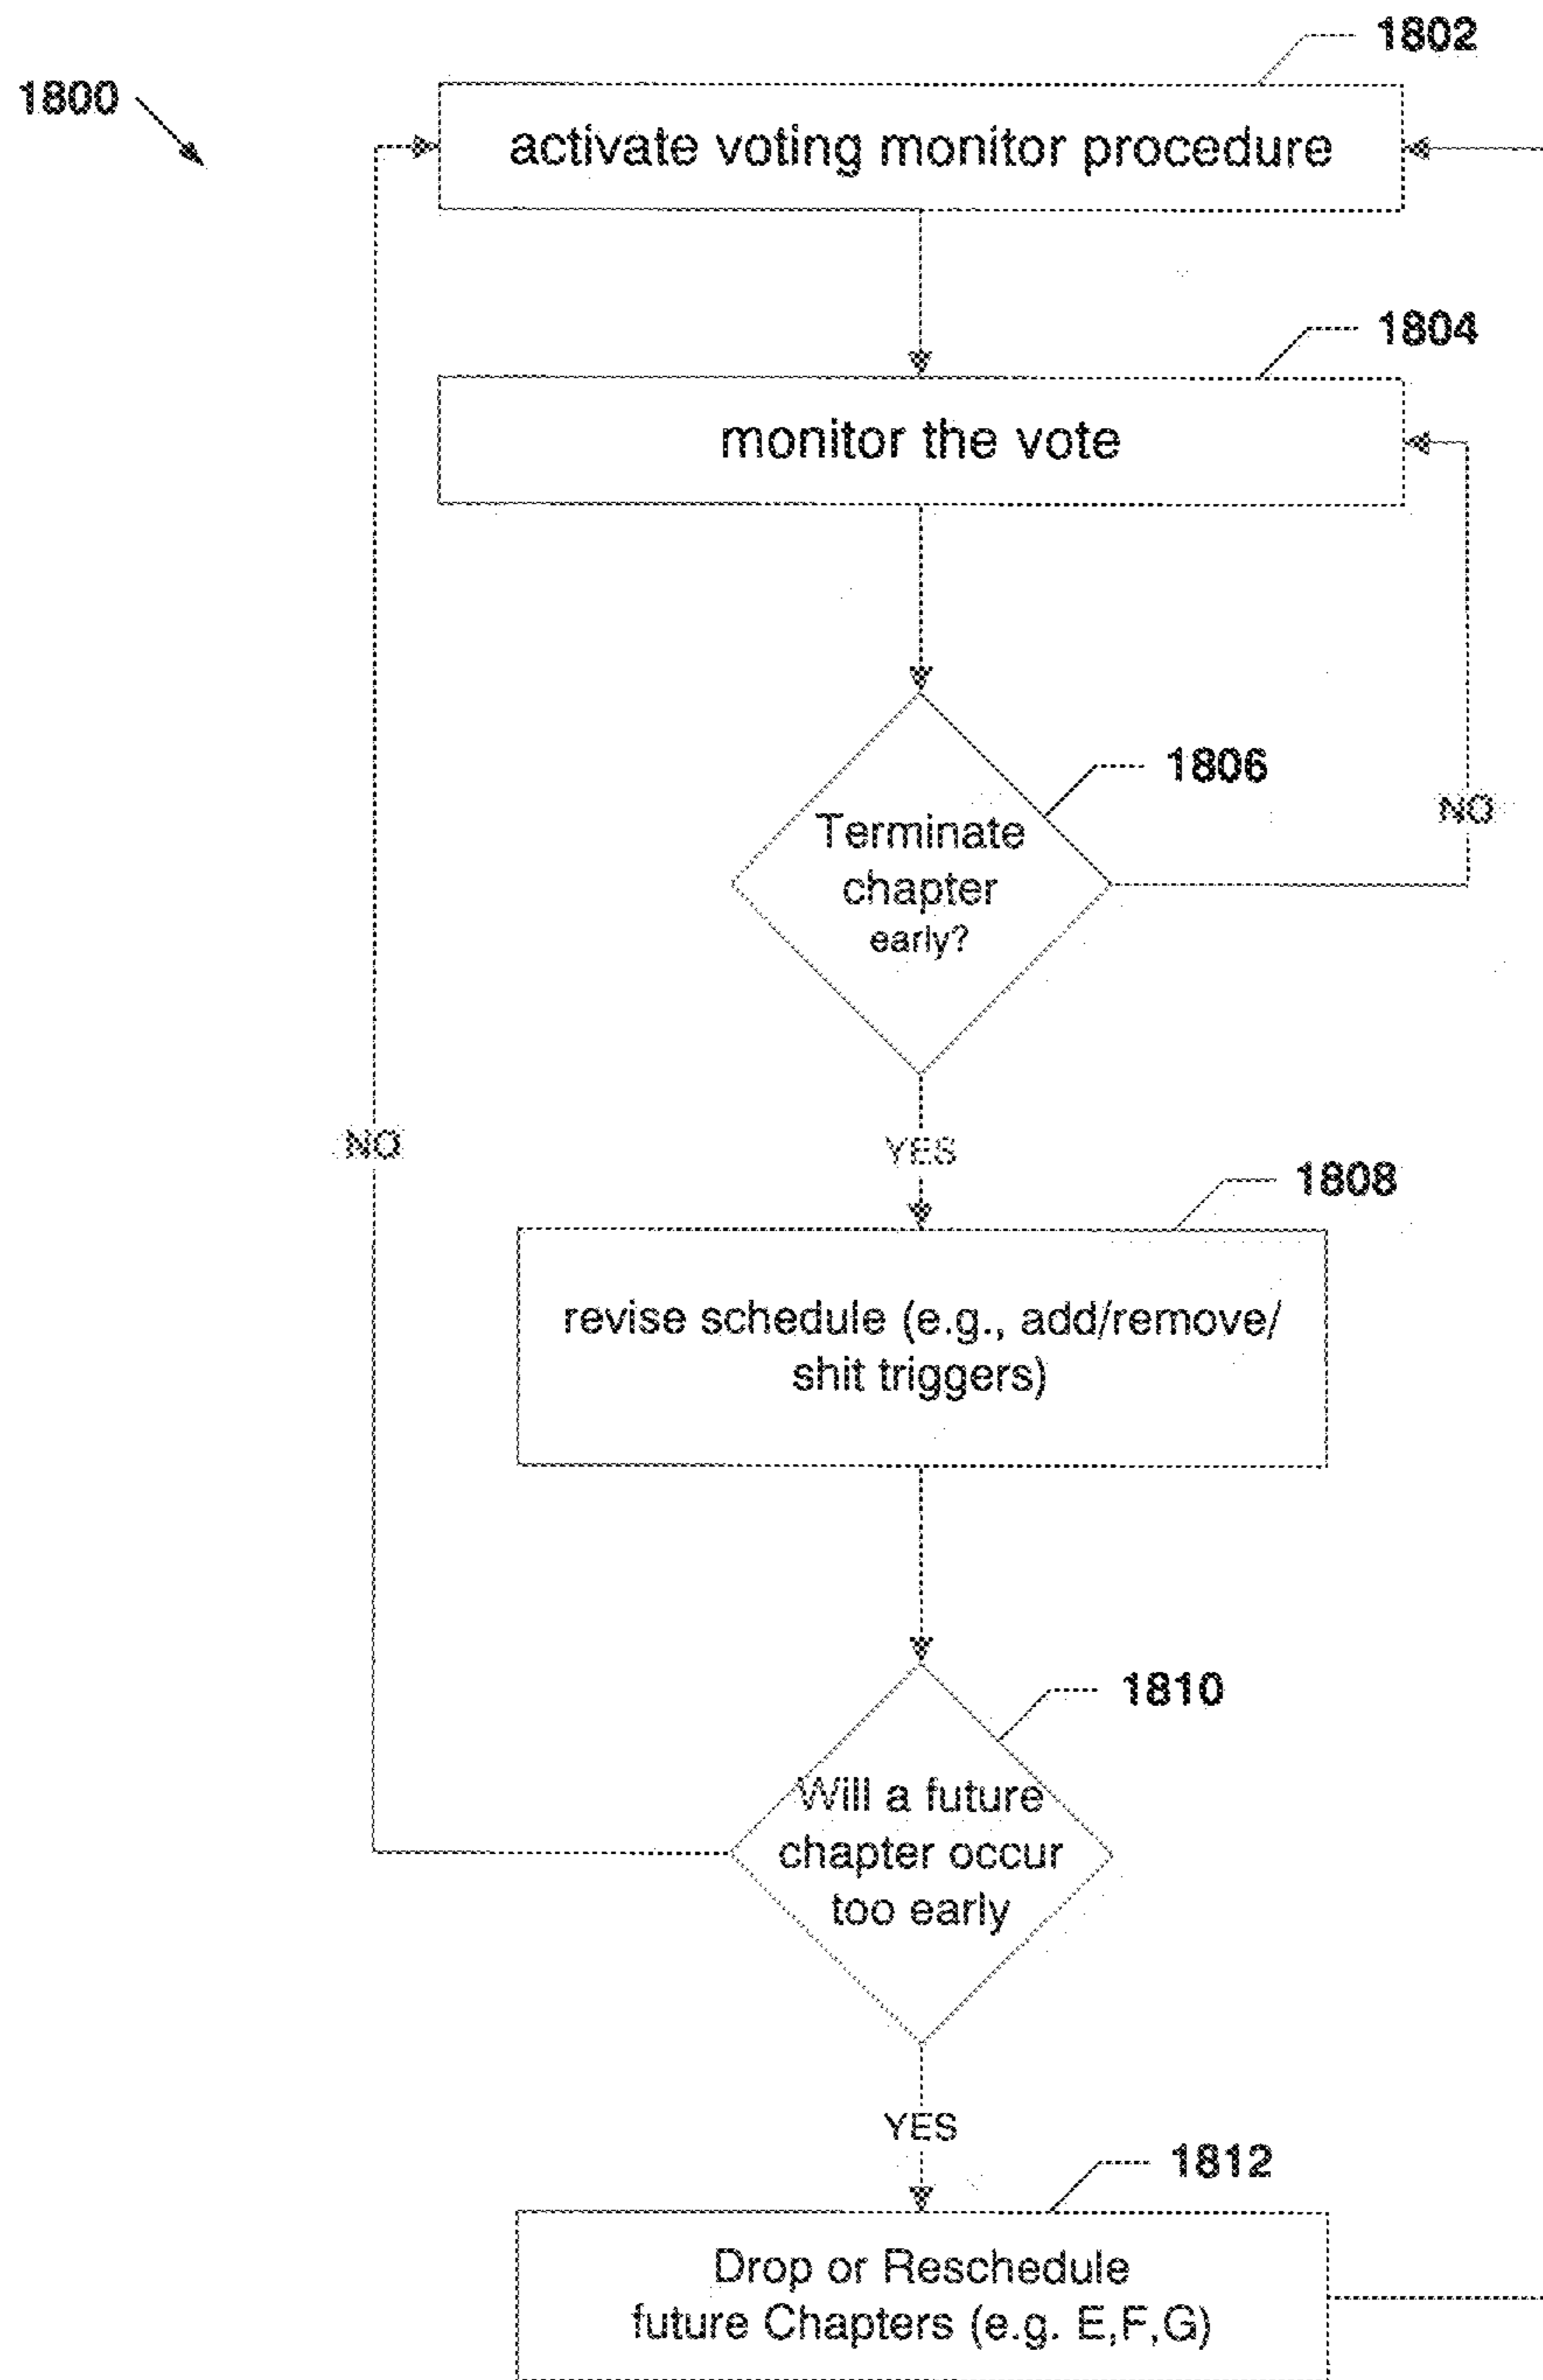 1802
1800
activate voting monitor procedure
1804
monitor the vote
1806
Terminate
chapter
early?
NO
NO
YES
1808
revise schedule (e.g., add/remove/
shit triggers)
1810
Will a future
chapter occur
too early
YES
1812
Drop or Reschedule
future Chapters (e.g. E,F,G)